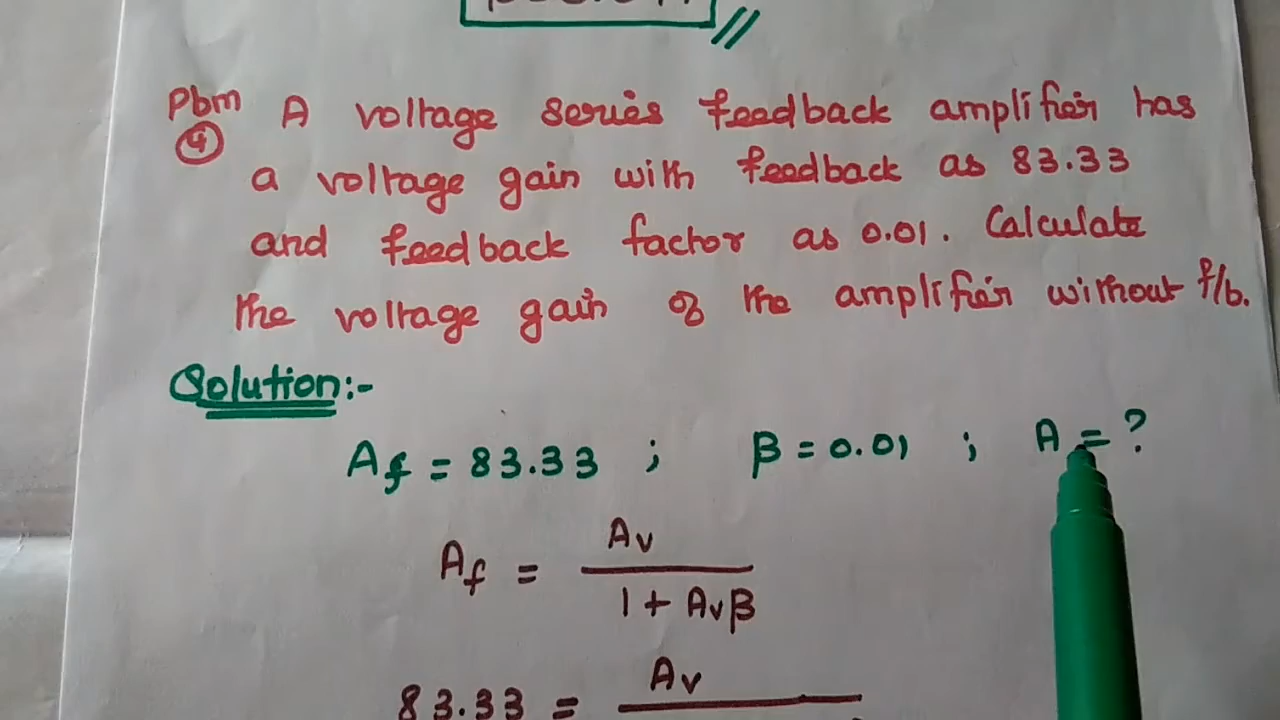 Pbm A voltage series feedback amplifier has
4 a voltage gain with feedback as 83.33
and feedback factor as 0.01. Calculate
the voltage gain of the amplifier without f/b.
Solution:-
Af = 83.33 ; β = 0.01 ; A = ?
Af = Av
1 + Avβ
83.33 = Av